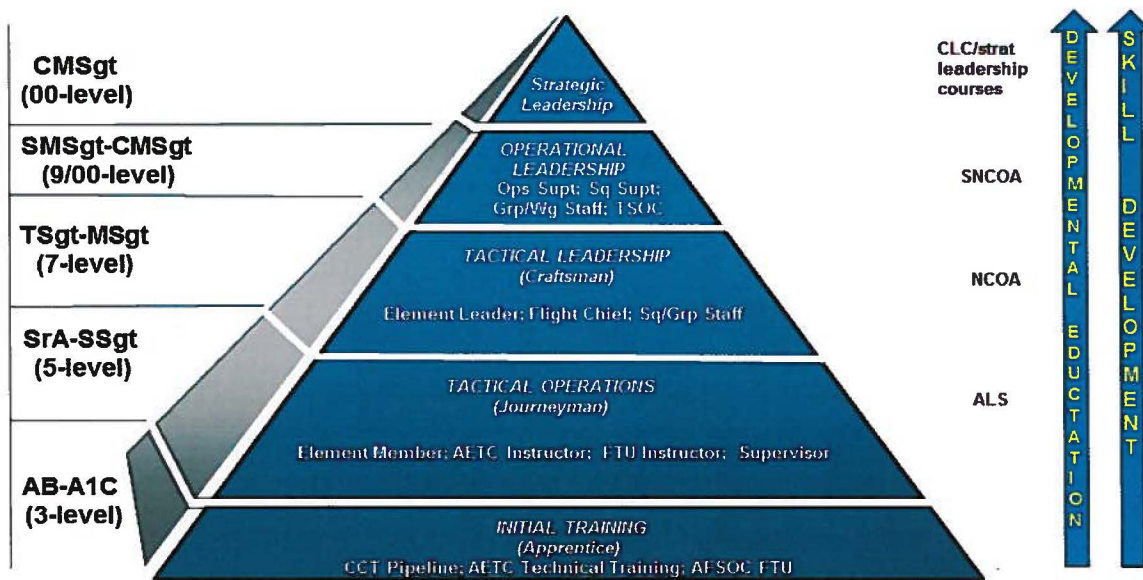 CMSgt
(00-level)
SMSgt-CMSgt
(9/00-level)
TSgt-MSgt
(7-level)
SrA-SSgt
(5-level)
AB-A1C
(3-level)
Strategic
Leadership
OPERATIONAL
LEADERSHIP
Ops Supt; Sq Supt;
Grp/Wg Staff; TSOC
TACTICAL LEADERSHIP
(Craftsman)
Element Leader; Flight Chief; Sq/Grp Staff
TACTICAL OPERATIONS
(Journeyman)
Element Member; AETC Instructor; FTU Instructor; Supervisor
INITIAL TRAINING
(Apprentice)
CCT Pipeline; AETC Technical Training; AFSOC FTU
CLC/strat
leadership
courses
SNCOA
NCOA
ALS
DEVELOPMENTAL EDUCTATION
SKILL DEVELOPMENT